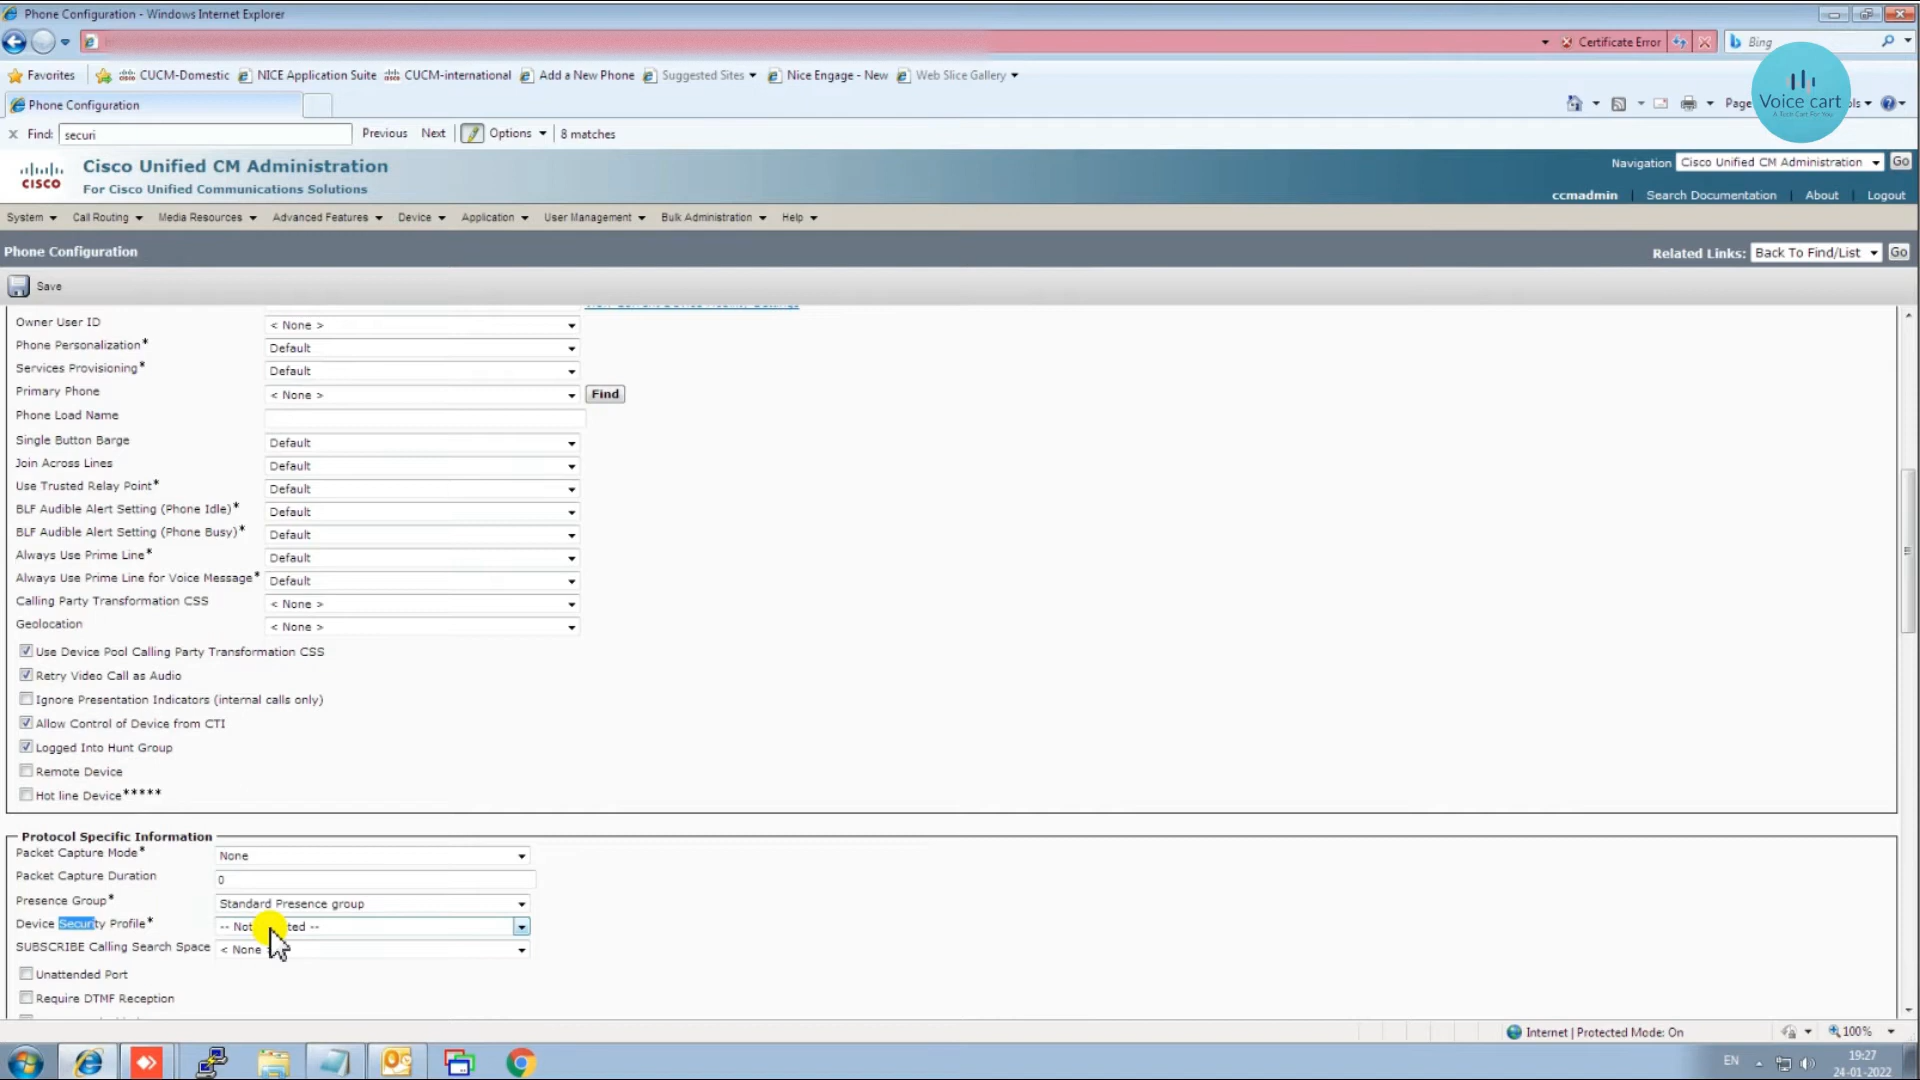 Phone Configuration - Windows Internet Explorer
Certificate Error
Bing
Favorites
CUCM-Domestic
NICE Application Suite
CUCM-international
Add a New Phone
Suggested Sites
Nice Engage - New
Web Slice Gallery
Phone Configuration
Page
Voice cart
A Tech Cart For You
Find: securi
Previous
Next
Options
8 matches
CISCO
Cisco Unified CM Administration
For Cisco Unified Communications Solutions
Navigation Cisco Unified CM Administration Go
ccmadmin | Search Documentation | About | Logout
System
Call Routing
Media Resources
Advanced Features
Device
Application
User Management
Bulk Administration
Help
Phone Configuration
Related Links: Back To Find/List Go
Save
Owner User ID < None >
Phone Personalization* Default
Services Provisioning* Default
Primary Phone < None > Find
Phone Load Name
Single Button Barge Default
Join Across Lines Default
Use Trusted Relay Point* Default
BLF Audible Alert Setting (Phone Idle)* Default
BLF Audible Alert Setting (Phone Busy)* Default
Always Use Prime Line* Default
Always Use Prime Line for Voice Message* Default
Calling Party Transformation CSS < None >
Geolocation < None >
Use Device Pool Calling Party Transformation CSS
Retry Video Call as Audio
Ignore Presentation Indicators (internal calls only)
Allow Control of Device from CTI
Logged Into Hunt Group
Remote Device
Hot line Device*****
Protocol Specific Information
Packet Capture Mode* None
Packet Capture Duration 0
Presence Group* Standard Presence group
Device Security Profile* --
SUBSCRIBE Calling Search Space < None
Unattended Port
Require DTMF Reception
Internet | Protected Mode: On
100%
EN
19:27
24-01-2022